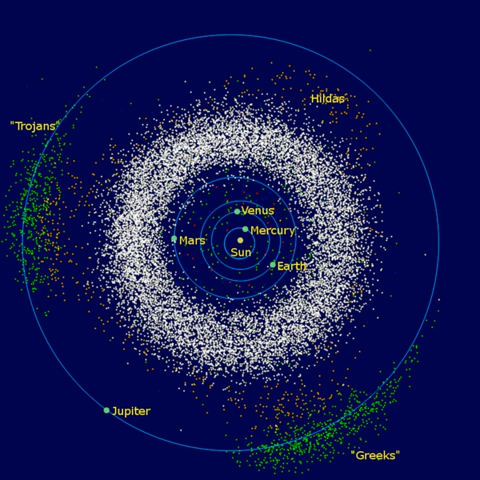 Hildas
"Trojans"
Venus
Mercury
Mars
Sun
Earth
Jupiter
"Greeks"